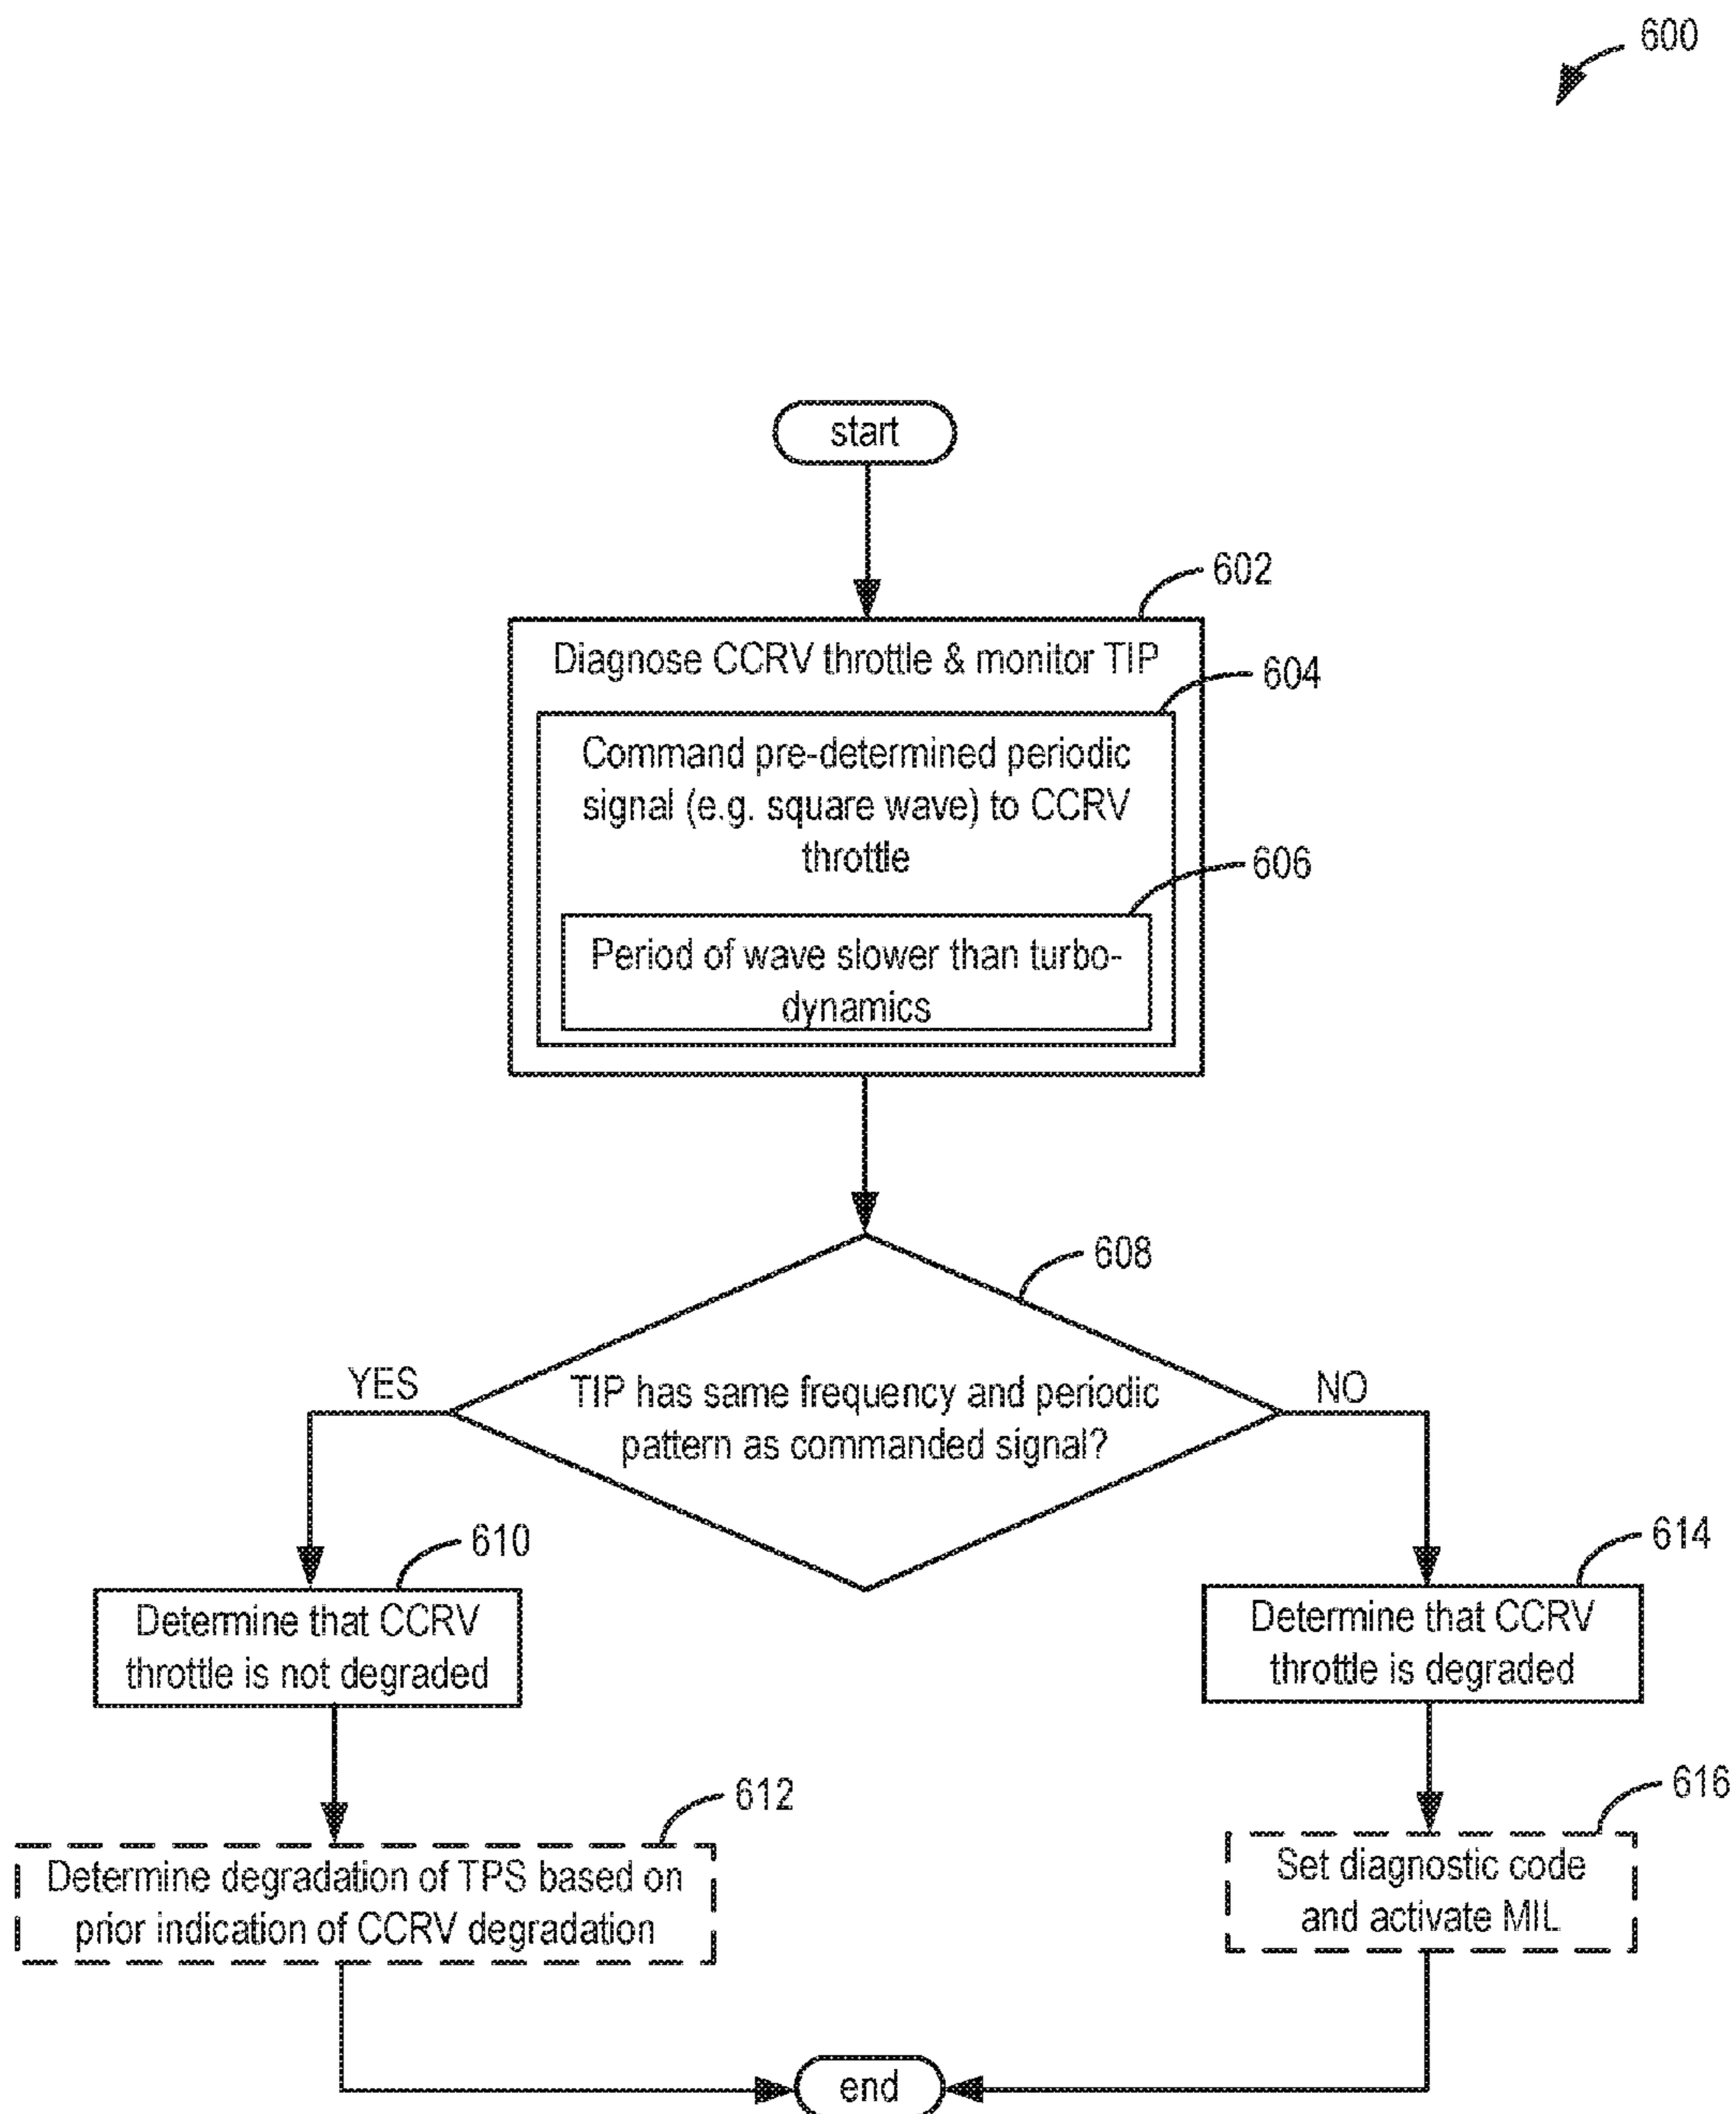 600
start
602
Diagnose CCRV throttle & monitor TIP
604
Command pre-determined periodic
signal (e.g. square wave) to CCRV
throttle
606
Period of wave slower than turbo-
dynamics
608
YES
NO
TIP has same frequency and periodic
pattern as commanded signal?
610
Determine that CCRV
throttle is not degraded
614
Determine that CCRV
throttle is degraded
612
Determine degradation of TPS based on
prior indication of CCRV degradation
616
Set diagnostic code
and activate MIL
end